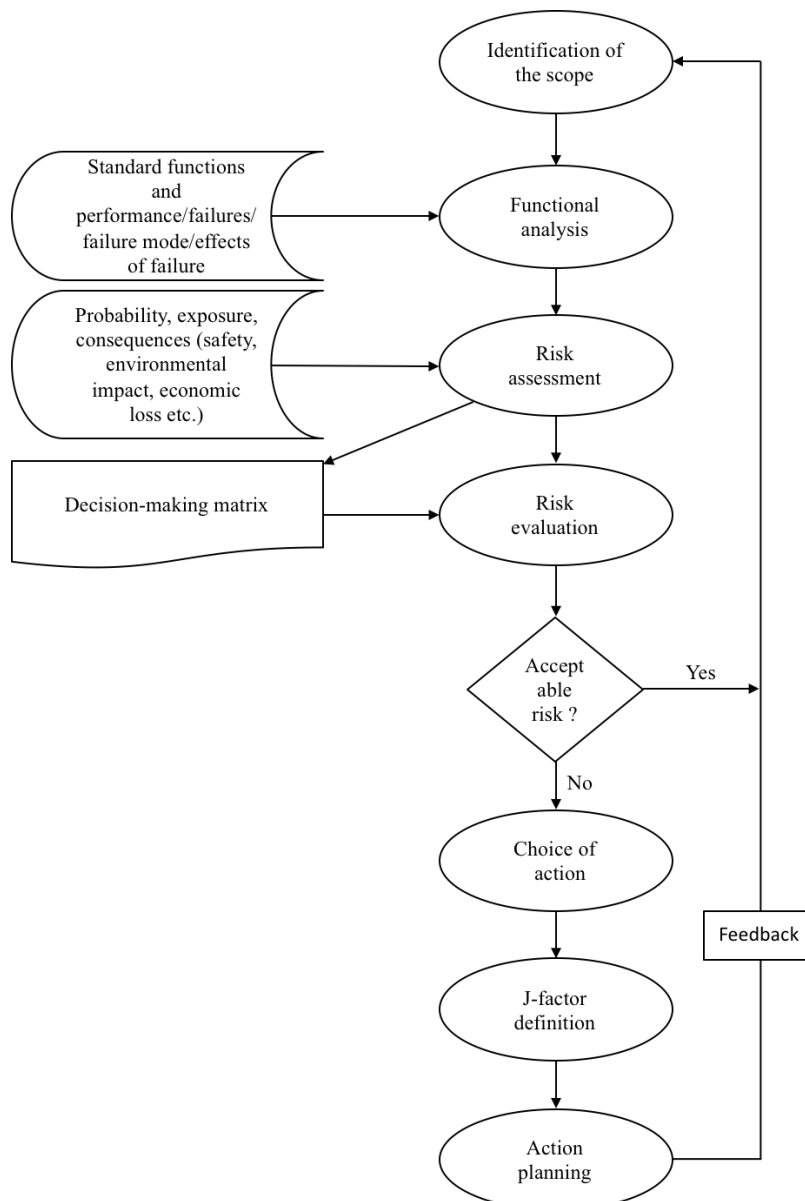 Identification of
the scope
Standard functions
and
performance/failures/
failure mode/effects
of failure
Functional
analysis
Probability, exposure,
consequences (safety,
environmental
impact, economic
loss etc.)
Risk
assessment
Decision-making matrix
Risk
evaluation
Accept
able
risk ?
Yes
No
Choice of
action
Feedback
J-factor
definition
Action
planning